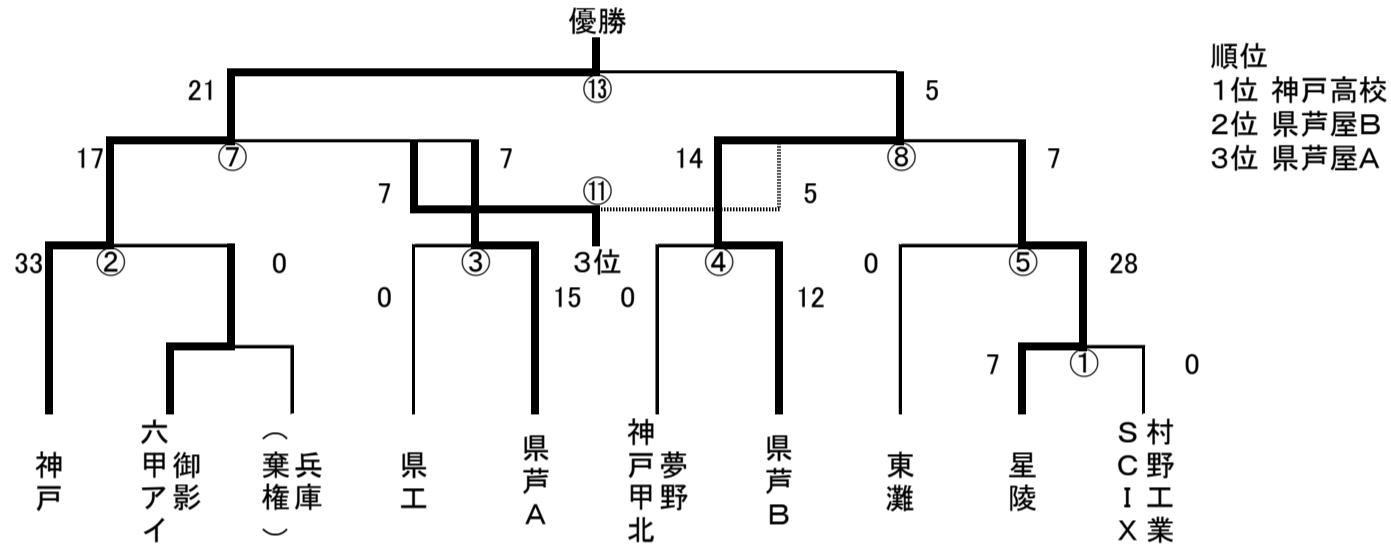 優勝
順位
1位 神戸高校
2位 県芦屋B
3位 県芦屋A
21
⑬
5
17
⑦
7
7
⑪
14
5
⑧
7
33
②
0
0
③
15
3位
0
④
12
0
⑤
28
7
①
0
神戸
六甲アイ
御影
(棄権)
兵庫
県工
県芦A
神戸甲北
夢野
県芦B
東灘
星陵
SCIX
村野工業